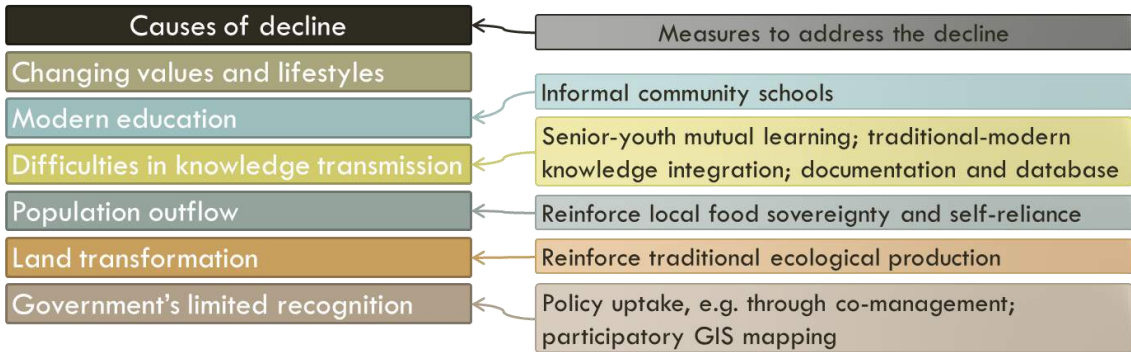 Causes of decline
Measures to address the decline
Changing values and lifestyles
Modern education
Informal community schools
Difficulties in knowledge transmission
Senior-youth mutual learning; traditional-modern
knowledge integration; documentation and database
Population outflow
Reinforce local food sovereignty and self-reliance
Land transformation
Reinforce traditional ecological production
Government's limited recognition
Policy uptake, e.g. through co-management;
participatory GIS mapping